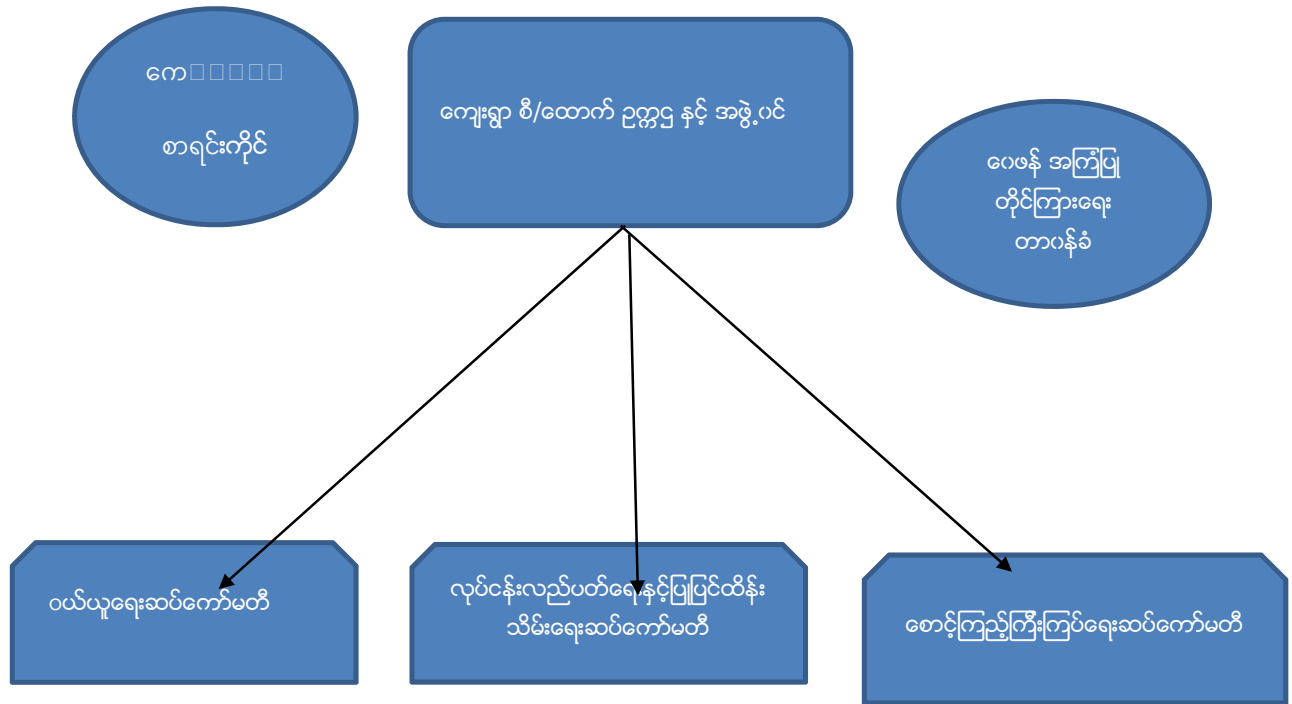 စာရင်းကိုင်
ကျေးရွာ စီ/ထောက် ဥက္ကဌ နှင့် အဖွဲ့ဝင်
ဝေဖန် အကြံပြု
တိုင်ကြားရေး
တာဝန်ခံ
ဝယ်ယူရေးဆပ်ကော်မတီ
လုပ်ငန်းလည်ပတ်ရေးနှင့်ပြုပြင်ထိန်း
သိမ်းရေးဆပ်ကော်မတီ
စောင့်ကြည့်ကြီးကြပ်ရေးဆပ်ကော်မတီ